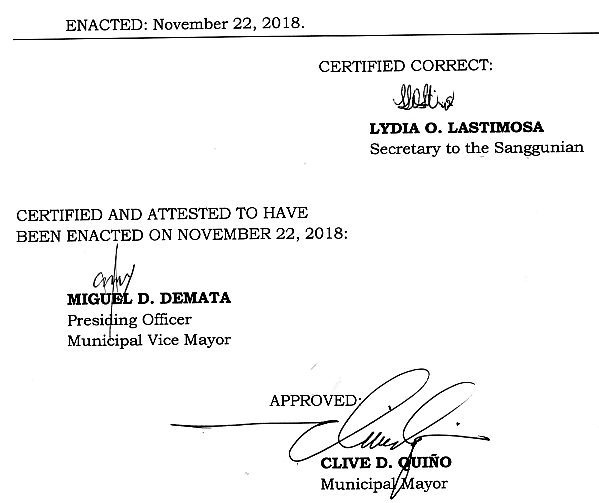 ENACTED: November 22, 2018.
CERTIFIED CORRECT:
LYDIA O. LASTIMOSA
Secretary to the Sanggunian
CERTIFIED AND ATTESTED TO HAVE
BEEN ENACTED ON NOVEMBER 22, 2018:
MIGUEL D. DEMATA
Presiding Officer
Municipal Vice Mayor
APPROVED:
CLIVE D. QUIÑO
Municipal Mayor